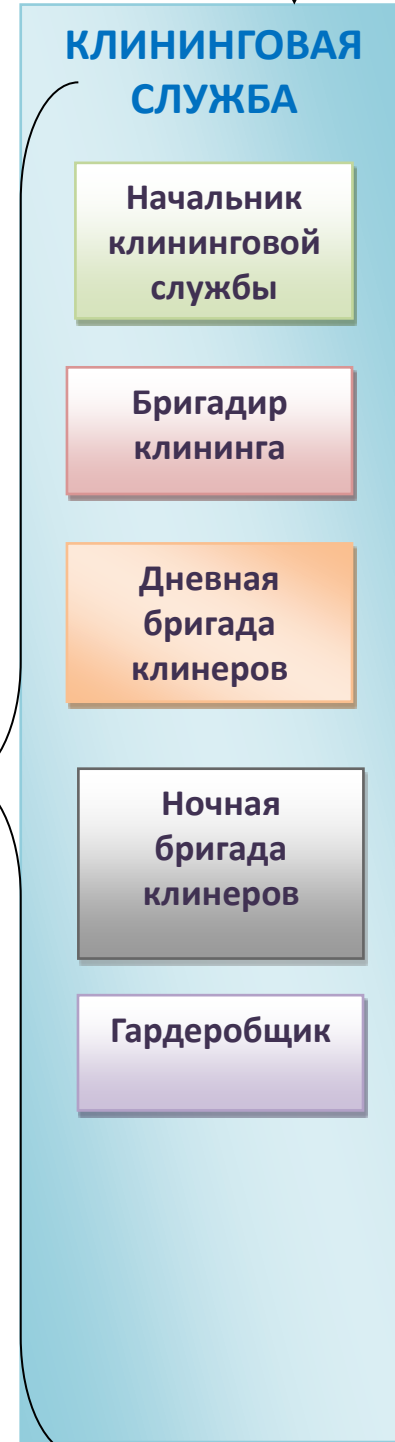 КЛИНИНГОВАЯ
СЛУЖБА
Начальник
клининговой
службы
Бригадир
клининга
Дневная
бригада
клинеров
Ночная
бригада
клинеров
Гардеробщик